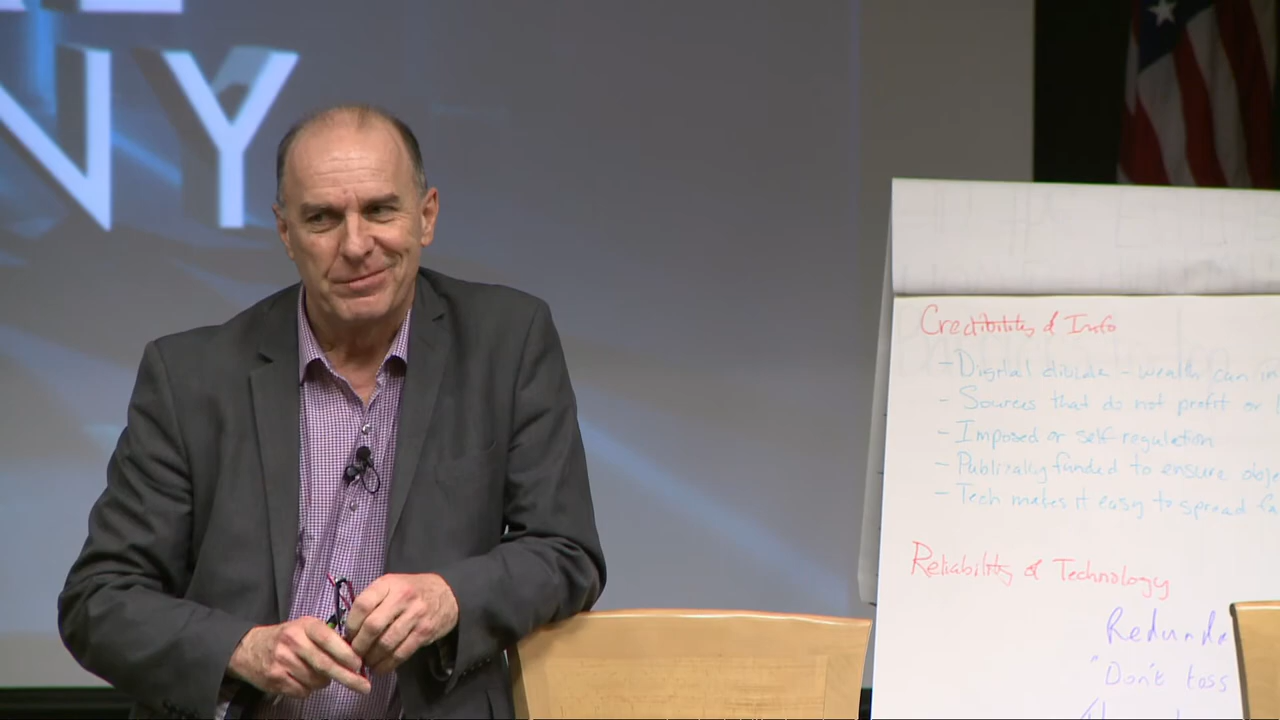 NY
Credibility of Info
- Digital divide - wealth can in
- Sources that do not profit or
- Imposed or self regulation
- Publically funded to ensure obje
- Tech makes it easy to spread fa
Reliability of Technology
Redunda
"Don't toss